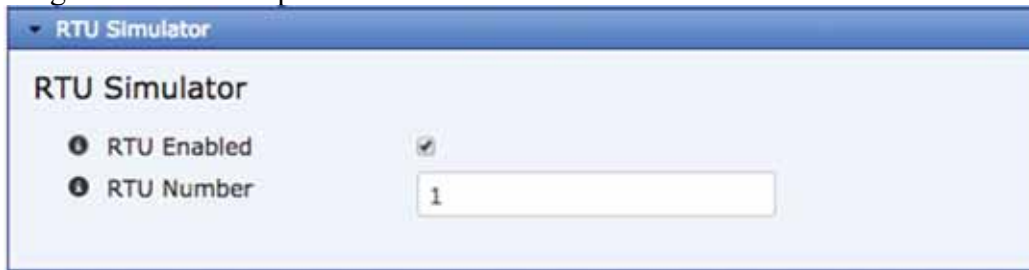 RTU Simulator
RTU Simulator
RTU Enabled
RTU Number
1